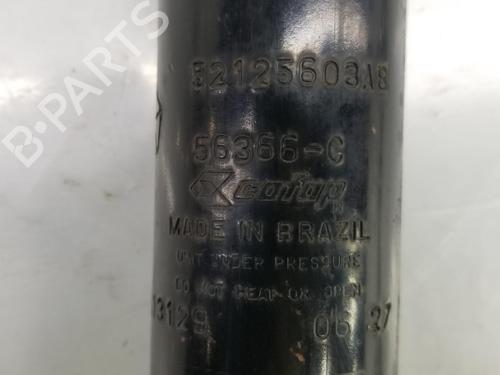 52125603AB
56366-C
cofap
MADE IN BRAZIL
UNIT UNDER PRESSURE
DO NOT HEAT OR OPEN
13129 06 27
B-PARTS